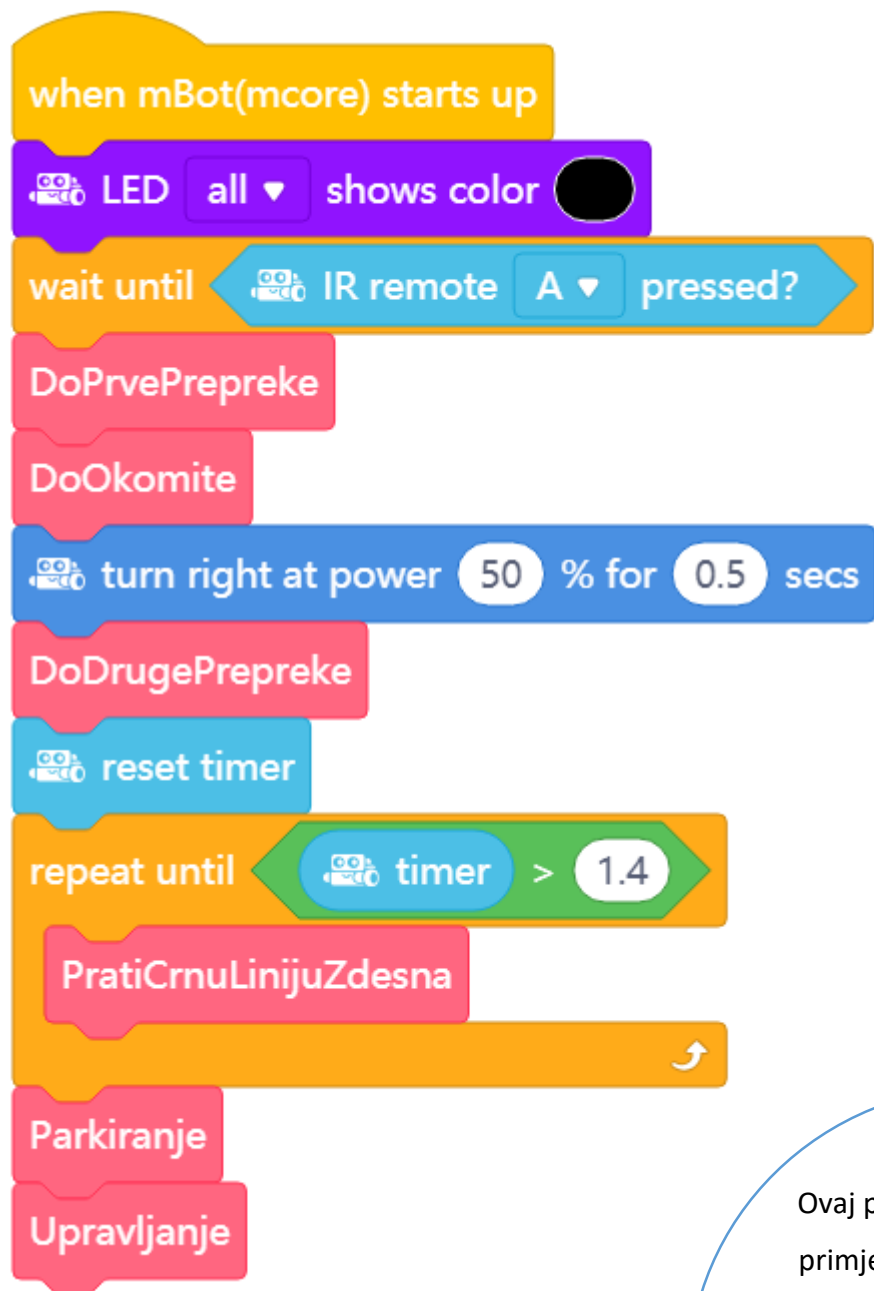 when mBot(mcore) starts up
LED all ▼ shows color
wait until IR remote A ▼ pressed?
DoPrvePrepreke
DoOkomite
turn right at power 50 % for 0.5 secs
DoDrugePrepreke
reset timer
repeat until timer > 1.4
PratiCrnuLinijuZdesna
Parkiranje
Upravljanje
Ovaj